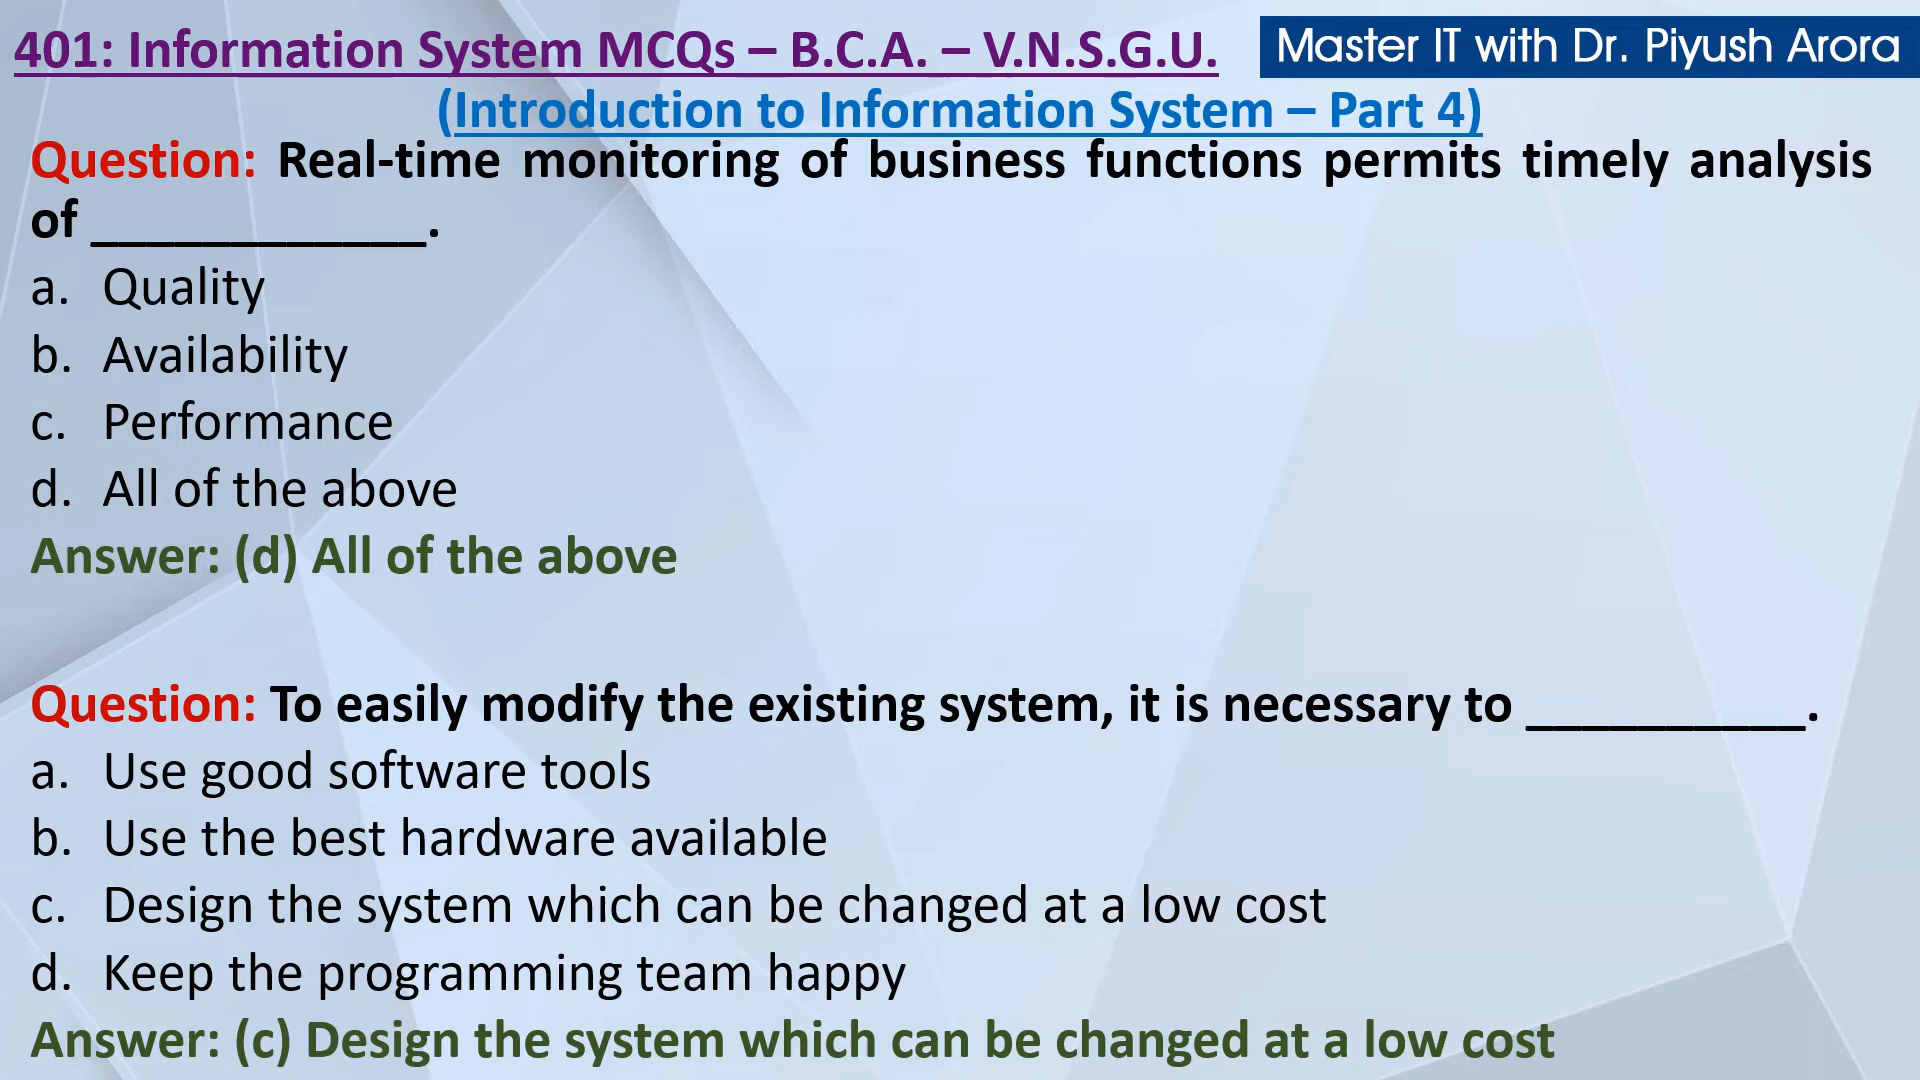 401: Information System MCQs – B.C.A. – V.N.S.G.U.
Master IT with Dr. Piyush Arora
(Introduction to Information System – Part 4)
Question: Real-time monitoring of business functions permits timely analysis
of ____________.
a. Quality
b. Availability
c. Performance
d. All of the above
Answer: (d) All of the above
Question: To easily modify the existing system, it is necessary to __________.
a. Use good software tools
b. Use the best hardware available
c. Design the system which can be changed at a low cost
d. Keep the programming team happy
Answer: (c) Design the system which can be changed at a low cost